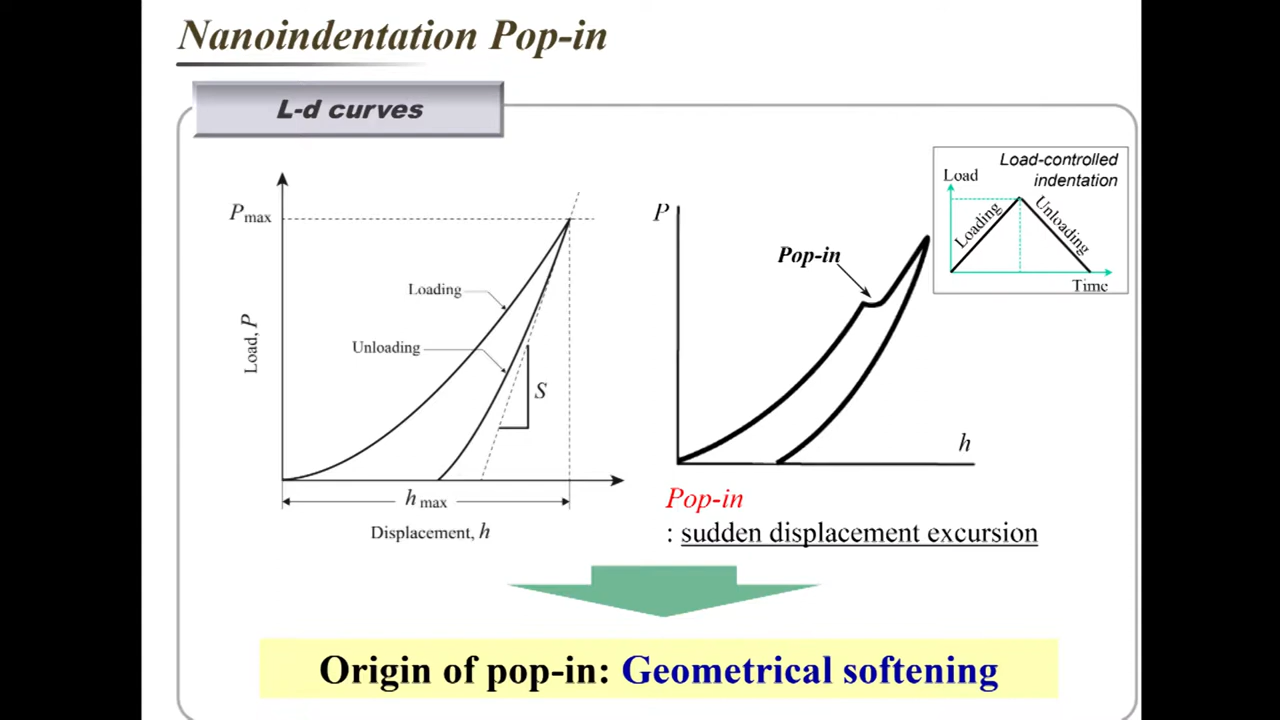 Nanoindentation Pop-in
L-d curves
P max
Loading
Unloading
S
Load, P
h max
Displacement, h
P
Pop-in
h
Load-controlled
indentation
Load
Loading
Unloading
Time
Pop-in
: sudden displacement excursion
Origin of pop-in: Geometrical softening